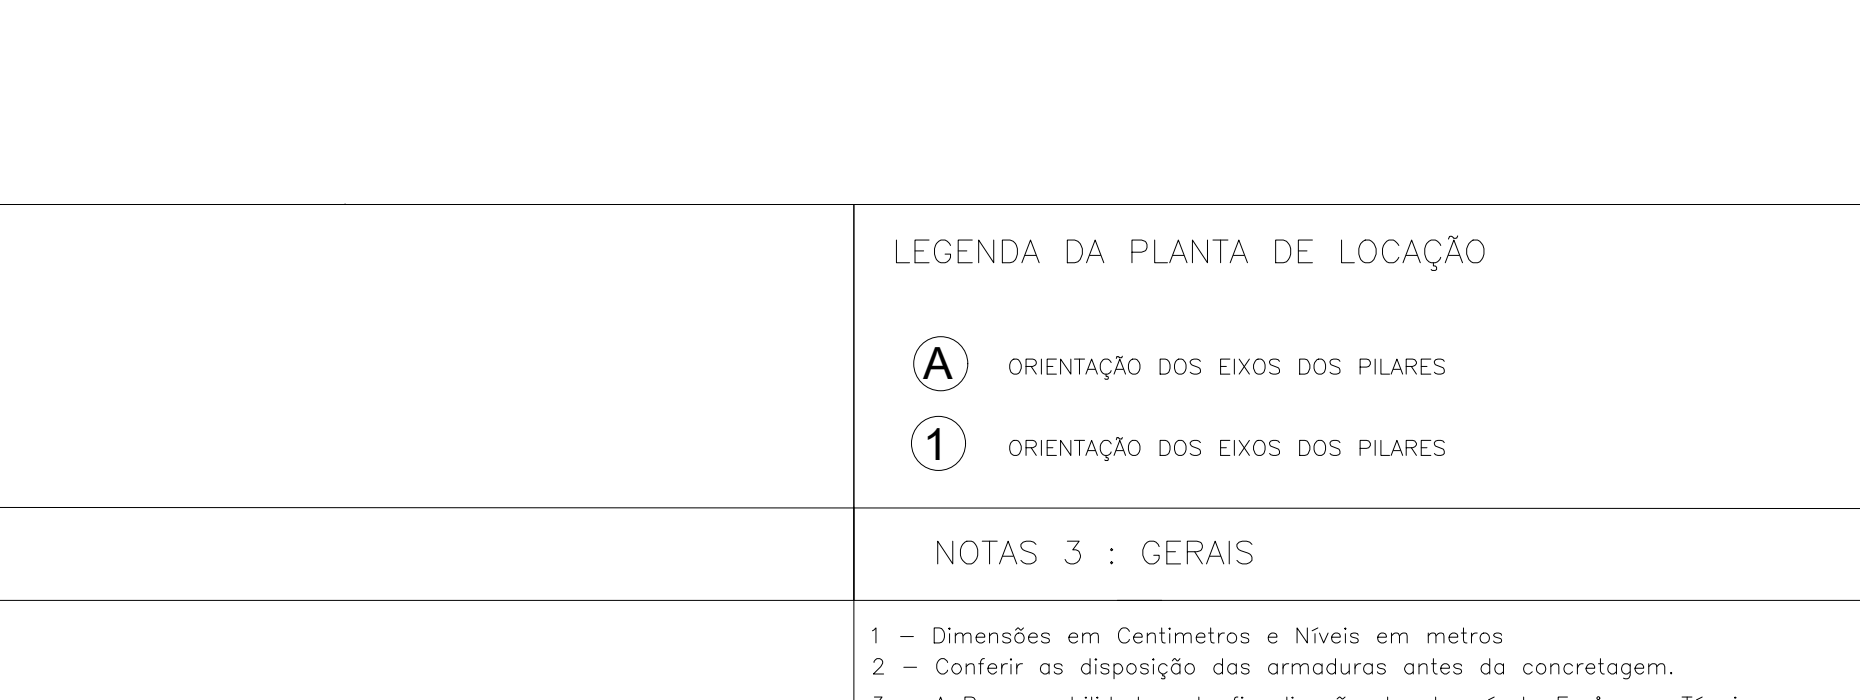 LEGENDA DA PLANTA DE LOCAÇÃO
A ORIENTAÇÃO DOS EIXOS DOS PILARES
1 ORIENTAÇÃO DOS EIXOS DOS PILARES
NOTAS 3 : GERAIS
1 – Dimensões em Centimetros e Níveis em metros
2 – Conferir as disposição das armaduras antes da concretagem.